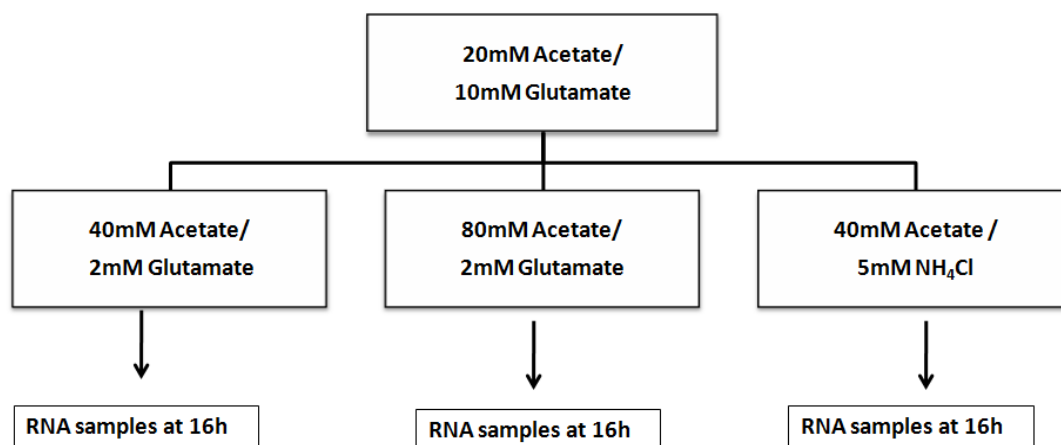 20mM Acetate/
10mM Glutamate
40mM Acetate/
2mM Glutamate
80mM Acetate/
2mM Glutamate
40mM Acetate /
5mM NH₄Cl
RNA samples at 16h
RNA samples at 16h
RNA samples at 16h